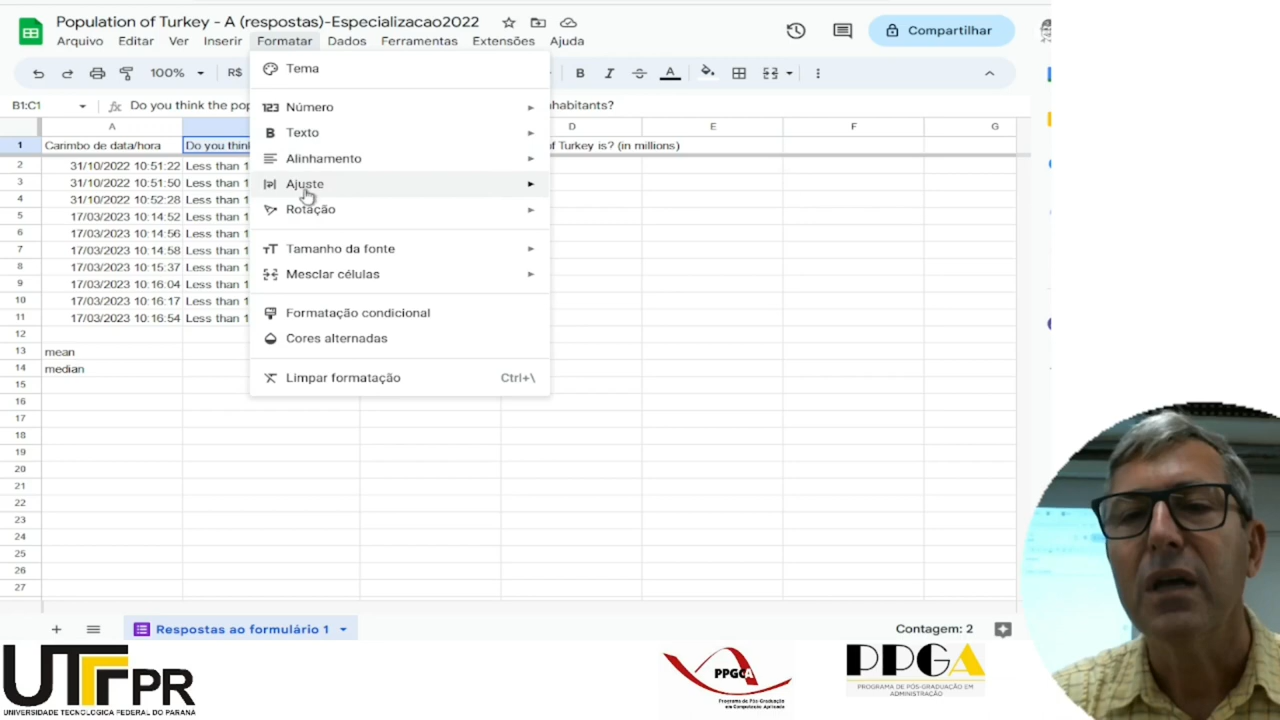 Population of Turkey - A (respostas)-Especializacao2022
Arquivo Editar Ver Inserir Formatar Dados Ferramentas Extensões Ajuda
Compartilhar
100% R$
B1:C1 fx Do you think the pop habitants?
A D E F G
1 Carimbo de data/hora Do you think of Turkey is? (in millions)
2 31/10/2022 10:51:22 Less than 1
3 31/10/2022 10:51:50 Less than 1
4 31/10/2022 10:52:28 Less than 1
5 17/03/2023 10:14:52 Less than 1
6 17/03/2023 10:14:56 Less than 1
7 17/03/2023 10:14:58 Less than 1
8 17/03/2023 10:15:37 Less than 1
9 17/03/2023 10:16:04 Less than 1
10 17/03/2023 10:16:17 Less than 1
11 17/03/2023 10:16:54 Less than 1
12
13 mean
14 median
15
16
17
18
19
20
21
22
23
24
25
26
27
Tema
123 Número
B Texto
Alinhamento
Ajuste
Rotação
Tamanho da fonte
Mesclar células
Formatação condicional
Cores alternadas
Limpar formatação Ctrl+\
Respostas ao formulário 1
Contagem: 2
UTFPR
UNIVERSIDADE TECNOLÓGICA FEDERAL DO PARANÁ
PPGCA
Programa de Pós-Graduação
em Computação Aplicada
PPGA
PROGRAMA DE PÓS-GRADUAÇÃO EM
ADMINISTRAÇÃO